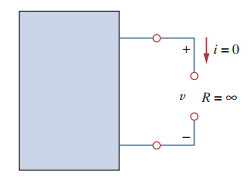 +
i = 0
v R = ∞
−